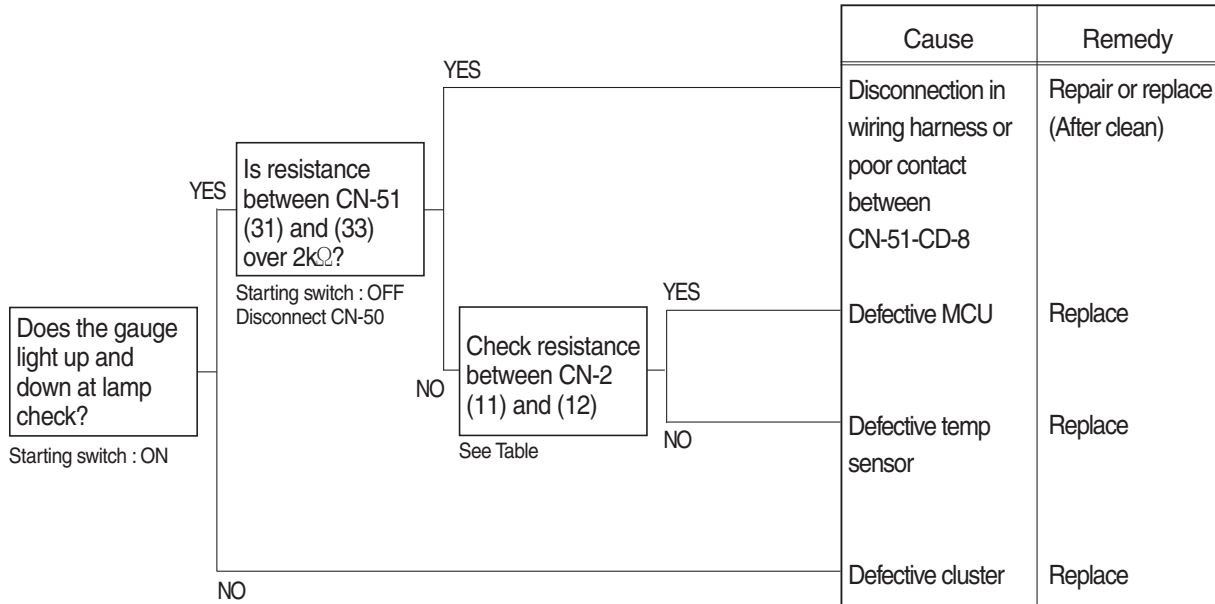 Cause
Remedy
YES
Disconnection in
wiring harness or
poor contact
between
CN-51-CD-8
Repair or replace
(After clean)
YES
Is resistance
between CN-51
(31) and (33)
over 2kΩ?
Starting switch : OFF
Disconnect CN-50
YES
Defective MCU
Replace
Does the gauge
light up and
down at lamp
check?
Starting switch : ON
NO
Check resistance
between CN-2
(11) and (12)
See Table
NO
Defective temp
sensor
Replace
NO
Defective cluster
Replace